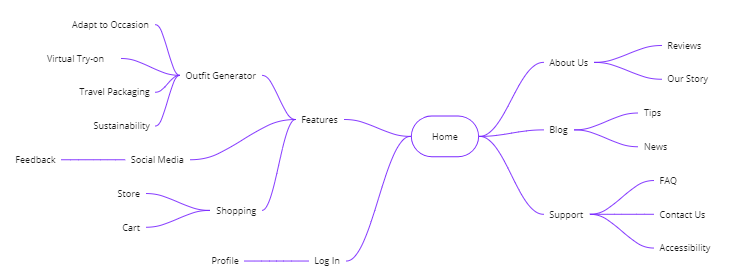 Adapt to Occasion
Virtual Try-on
Travel Packaging
Sustainability
Outfit Generator
Feedback
Social Media
Store
Cart
Shopping
Features
Profile
Log In
Home
About Us
Reviews
Our Story
Blog
Tips
News
Support
FAQ
Contact Us
Accessibility